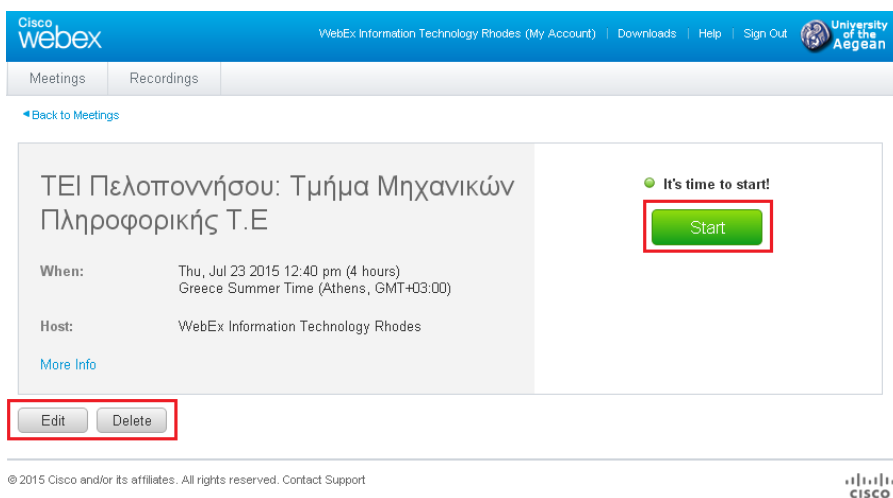 Cisco
webex
WebEx Information Technology Rhodes (My Account) | Downloads | Help | Sign Out
University
of the
Aegean
Meetings Recordings
Back to Meetings
ΤΕΙ Πελοποννήσου: Τμήμα Μηχανικών
Πληροφορικής Τ.Ε
When: Thu, Jul 23 2015 12:40 pm (4 hours)
Greece Summer Time (Athens, GMT+03:00)
Host: WebEx Information Technology Rhodes
More Info
It's time to start!
Start
Edit Delete
© 2015 Cisco and/or its affiliates. All rights reserved. Contact Support
CISCO